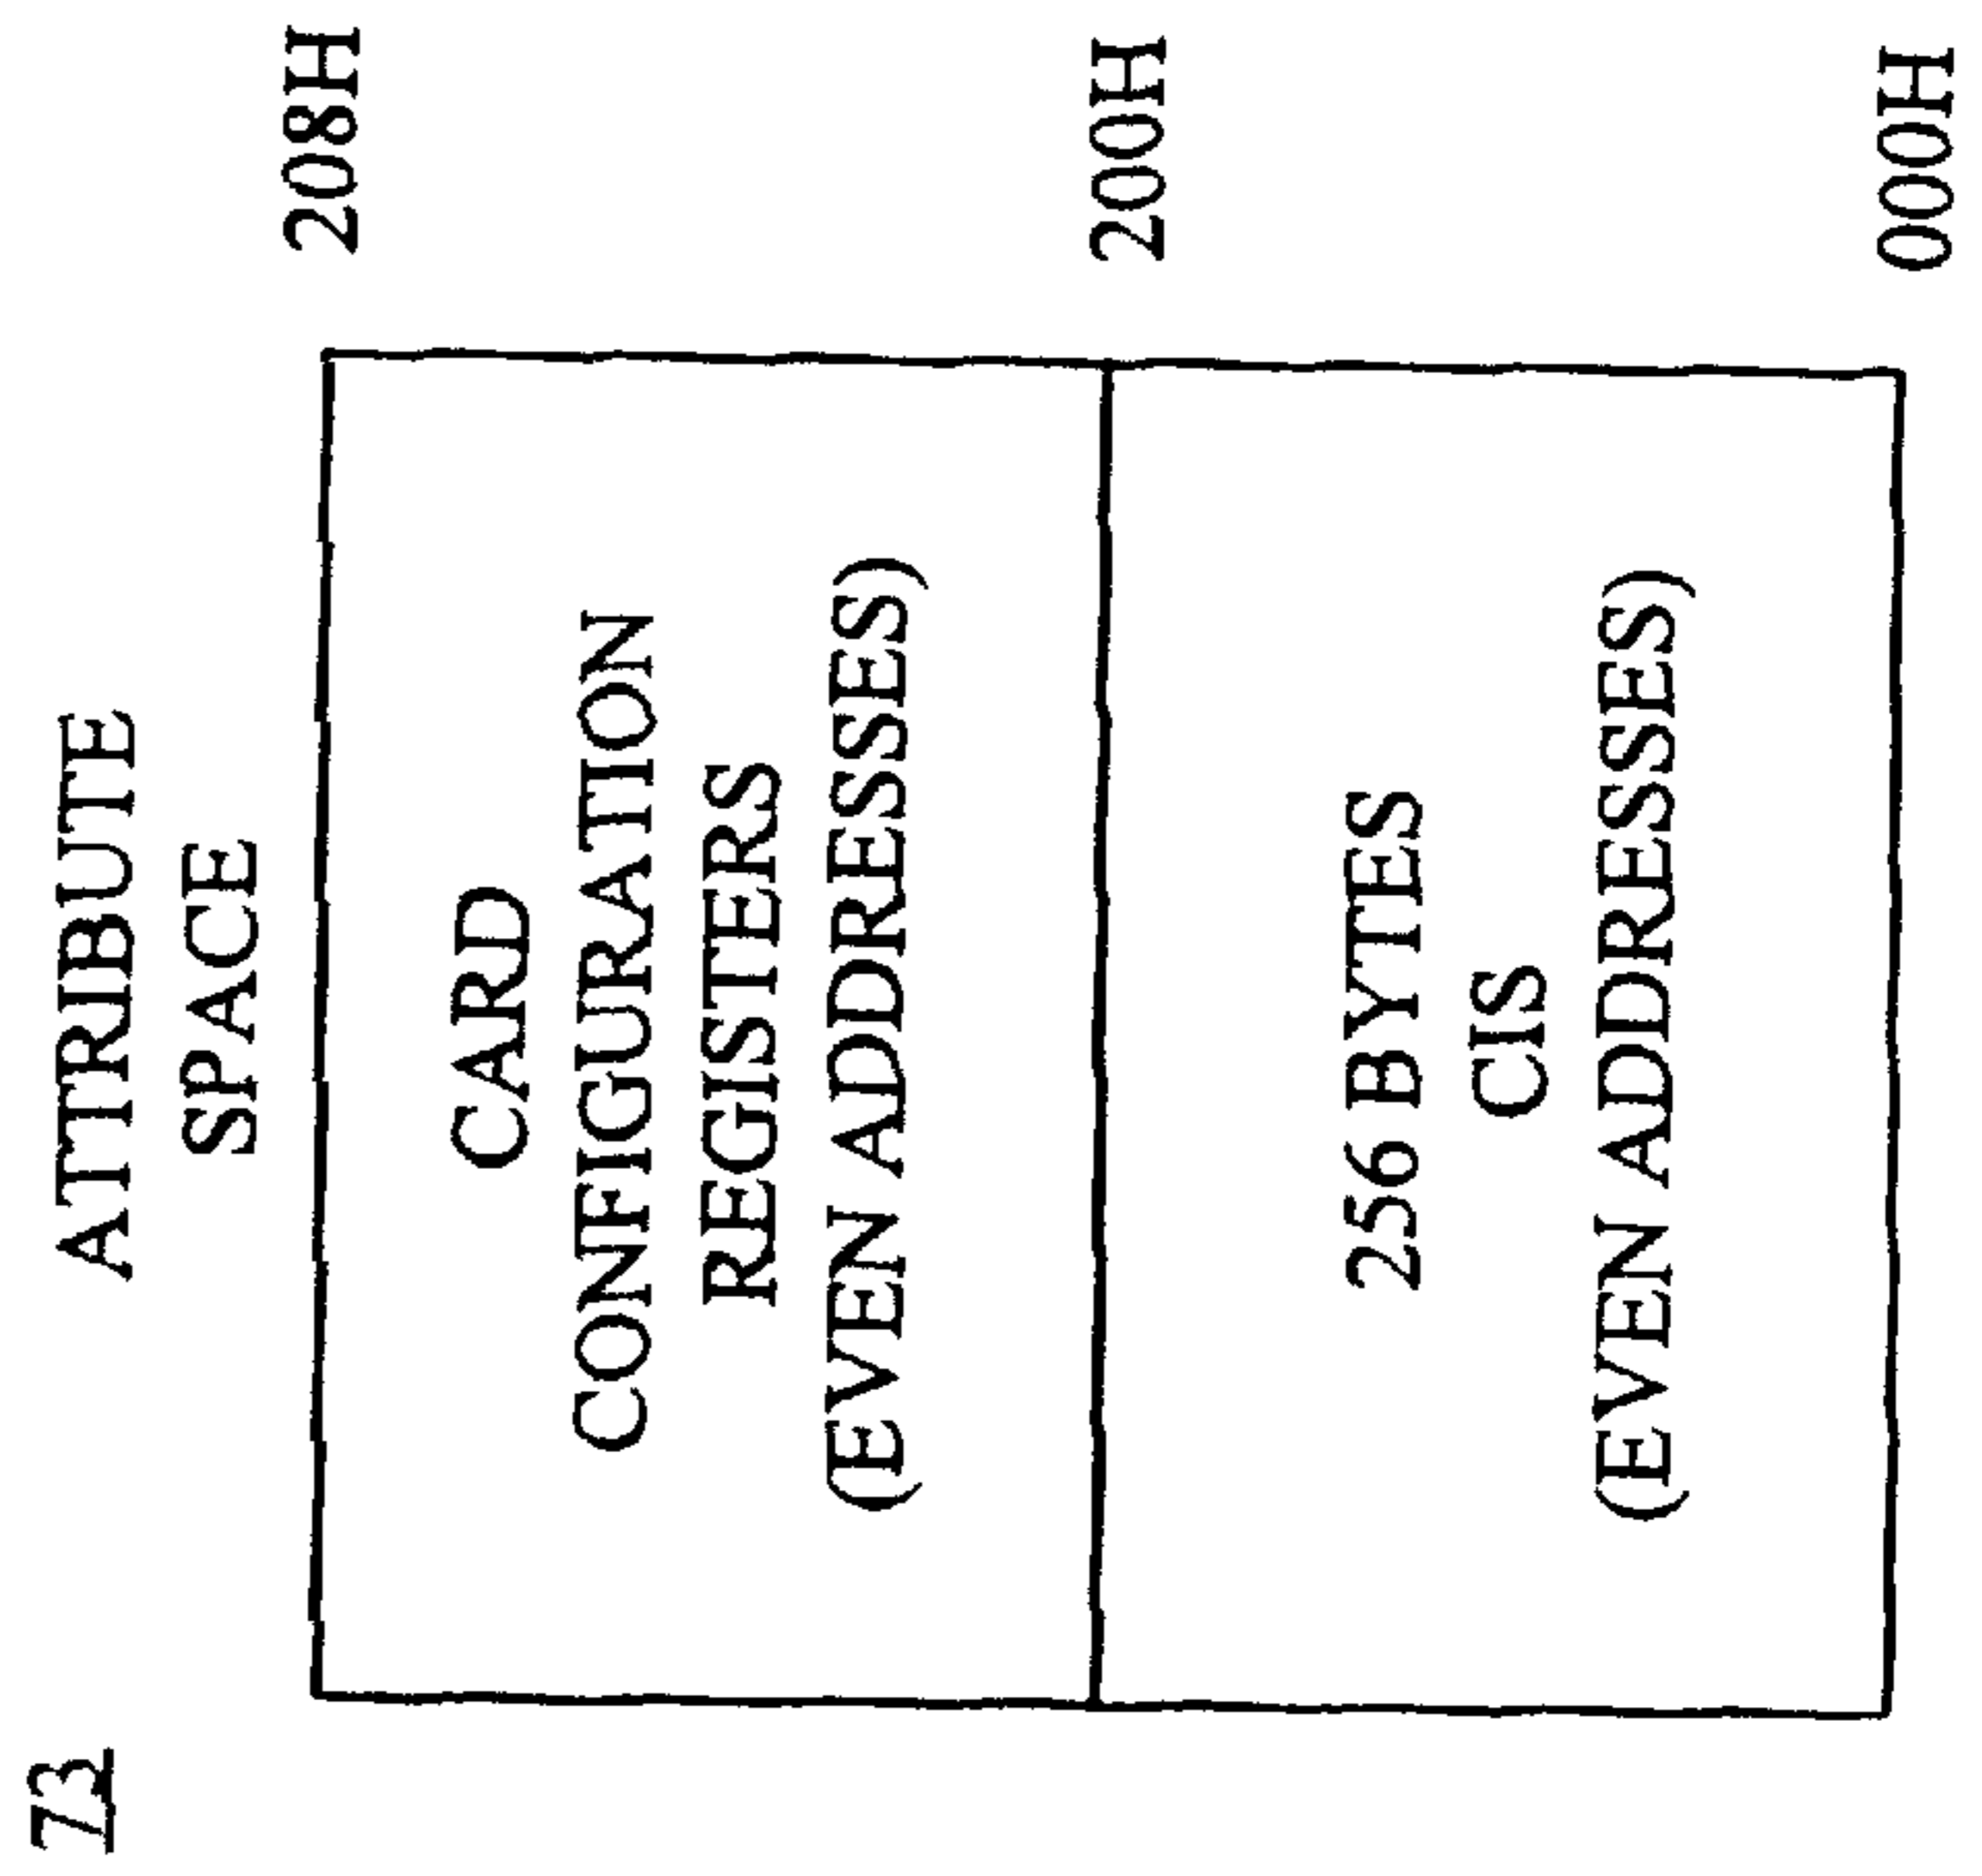 73
ATTRIBUTE
SPACE
208H
CARD
CONFIGURATION
REGISTERS
(EVEN ADDRESSES)
200H
256 BYTES
CIS
(EVEN ADDRESSES)
000H